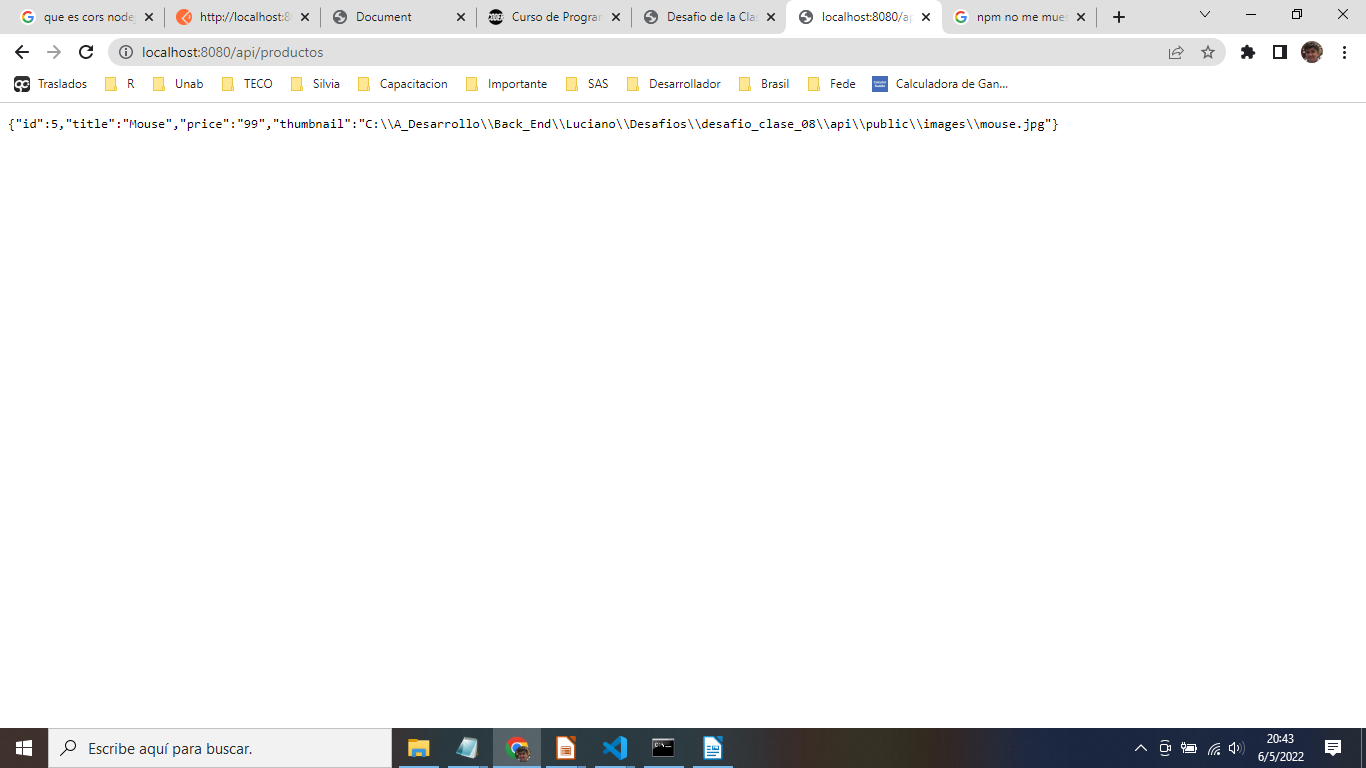 que es cors node
http://localhost:8
Document
Curso de Program
Desafio de la Cla
localhost:8080/ap
npm no me mues
localhost:8080/api/productos
Traslados
R
Unab
TECO
Silvia
Capacitacion
Importante
SAS
Desarrollador
Brasil
Fede
Calculadora de Gan...
{"id":5,"title":"Mouse","price":"99","thumbnail":"C:\\A_Desarrollo\\Back_End\\Luciano\\Desafios\\desafio_clase_08\\api\\public\\images\\mouse.jpg"}
Escribe aquí para buscar.
20:43
6/5/2022